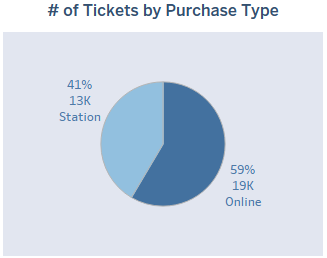 # of Tickets by Purchase Type
41%
13K
Station
59%
19K
Online